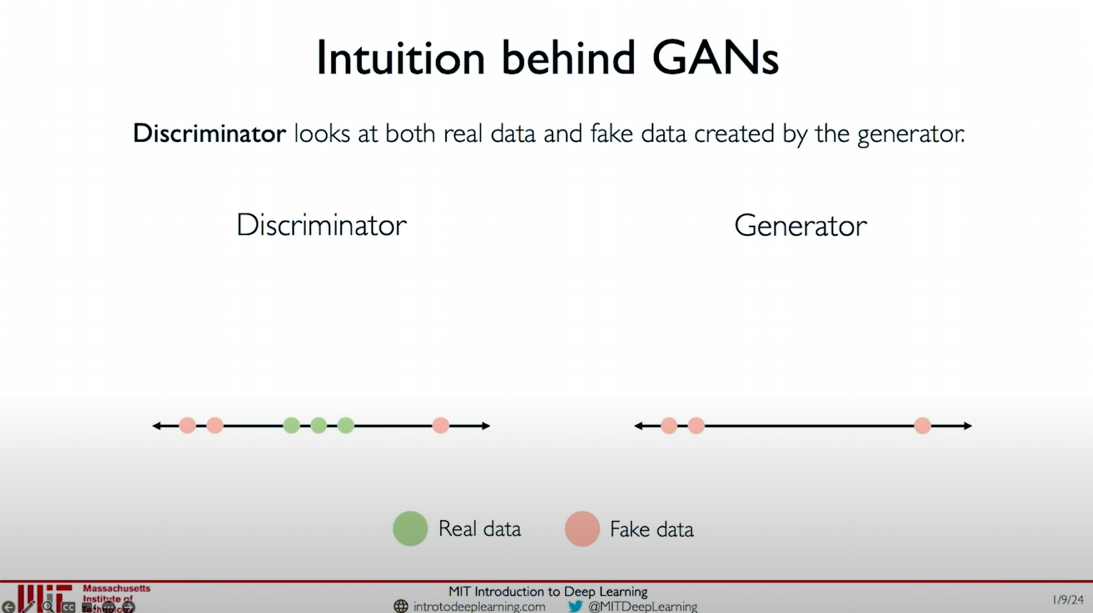 Intuition behind GANs
Discriminator looks at both real data and fake data created by the generator.
Discriminator
Generator
Real data
Fake data
Massachusetts
Institute of
Technology
MIT Introduction to Deep Learning
introtodeeplearning.com @MITDeepLearning
1/9/24